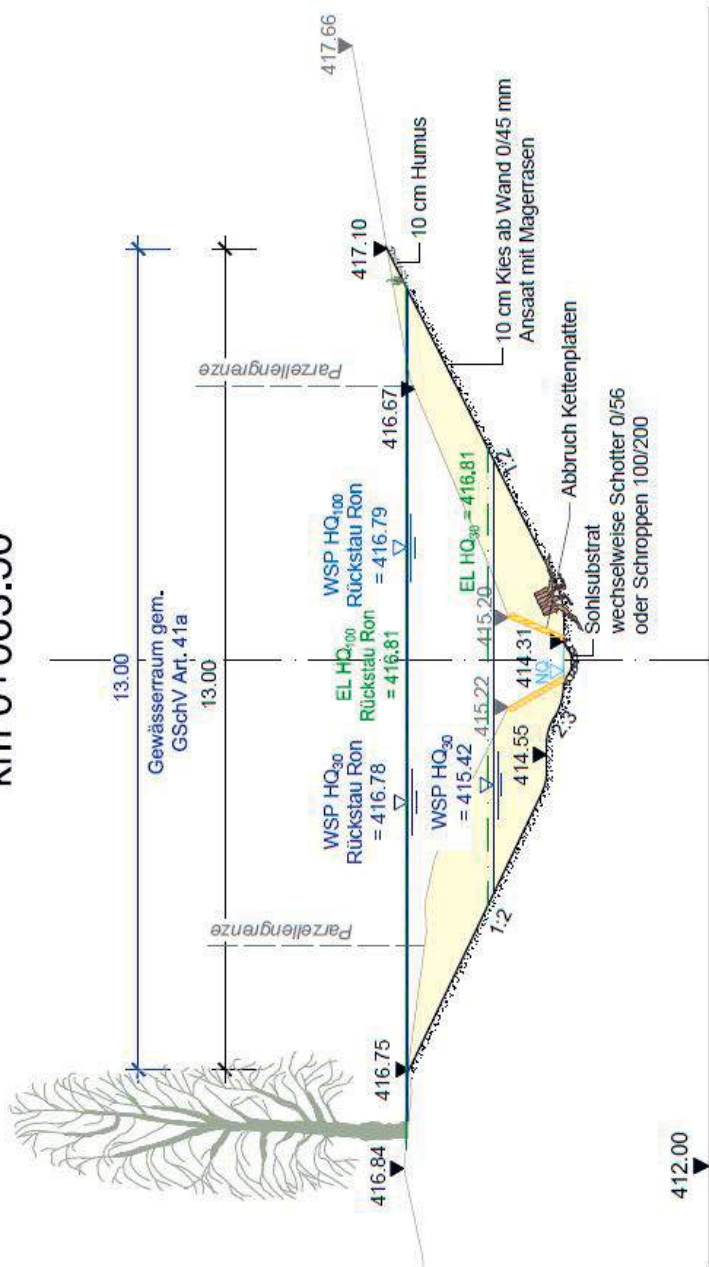 km
13.00
Gewässerraum gem.
GSchV Art. 41a
13.00
Parzellengrenze
Parzellengrenze
417.66
417.10
10 cm Humus
WSP HQ30
Rückstau Ron
= 416.78
EL HQ100
Rückstau Ron
= 416.81
WSP HQ100
Rückstau Ron
= 416.79
416.84
416.75
416.67
10 cm Kies ab Wand 0/45 mm
Ansaat mit Magerrasen
WSP HQ30
= 415.42
EL HQ30 = 416.81
415.22
415.20
1:2
1:2
414.55
NQ
414.31
2:3
Abbruch Kettenplatten
Sohlsubstrat
wechselweise Schotter 0/56
oder Schroppen 100/200
412.00